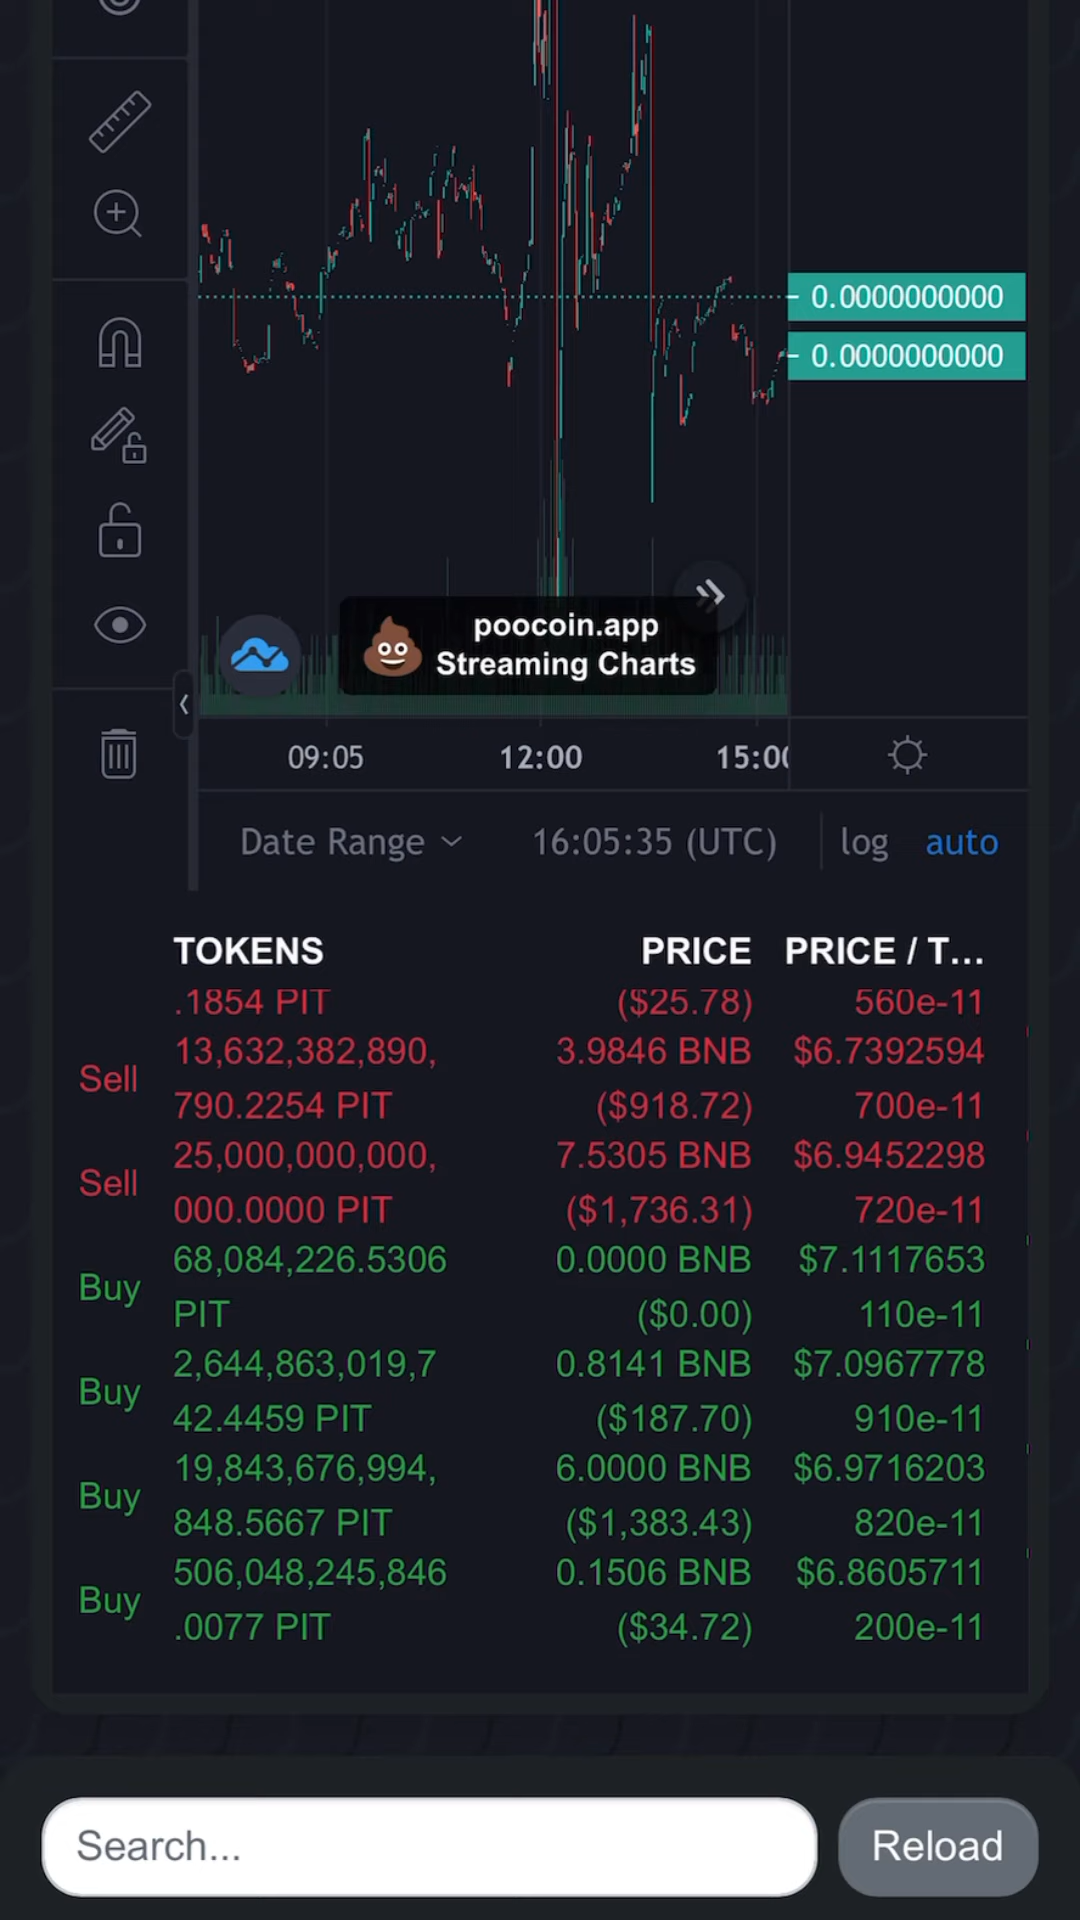 0.0000000000
0.0000000000
poocoin.app
Streaming Charts
09:05 12:00 15:00
Date Range 16:05:35 (UTC) log auto
TOKENS PRICE PRICE / T...
.1854 PIT ($25.78) 560e-11
13,632,382,890, 3.9846 BNB $6.7392594
Sell
790.2254 PIT ($918.72) 700e-11
25,000,000,000, 7.5305 BNB $6.9452298
Sell
000.0000 PIT ($1,736.31) 720e-11
68,084,226.5306 0.0000 BNB $7.1117653
Buy
PIT ($0.00) 110e-11
2,644,863,019,7 0.8141 BNB $7.0967778
Buy
42.4459 PIT ($187.70) 910e-11
19,843,676,994, 6.0000 BNB $6.9716203
Buy
848.5667 PIT ($1,383.43) 820e-11
506,048,245,846 0.1506 BNB $6.8605711
Buy
.0077 PIT ($34.72) 200e-11
Search... Reload